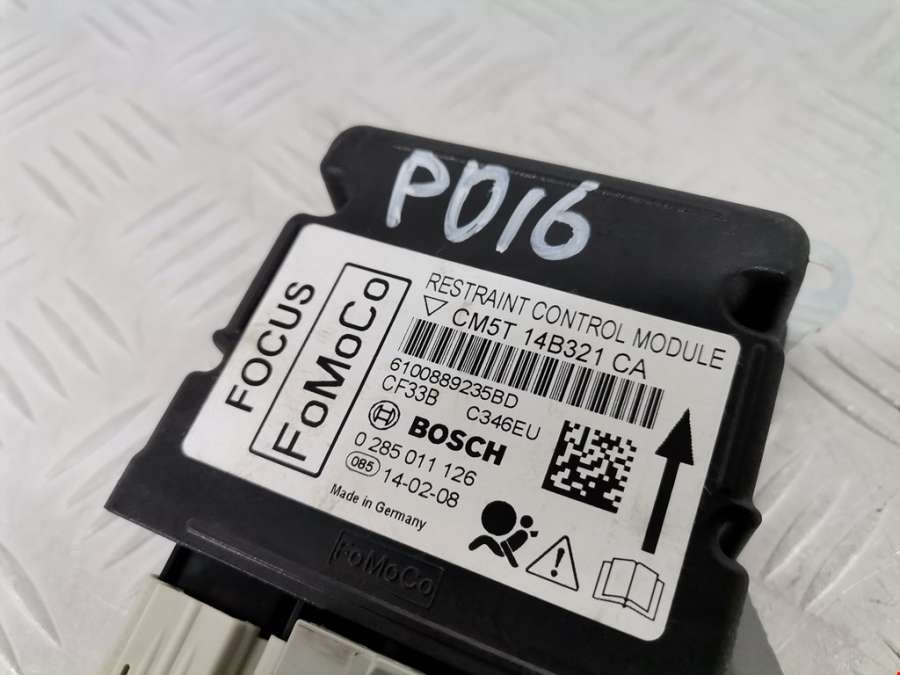 P016
FOCUS
FoMoCo
RESTRAINT CONTROL MODULE
CM5T 14B321 CA
6100889235BD
CF33B C346EU
BOSCH
0 285 011 126
085 14-02-08
Made in Germany
FoMoCo